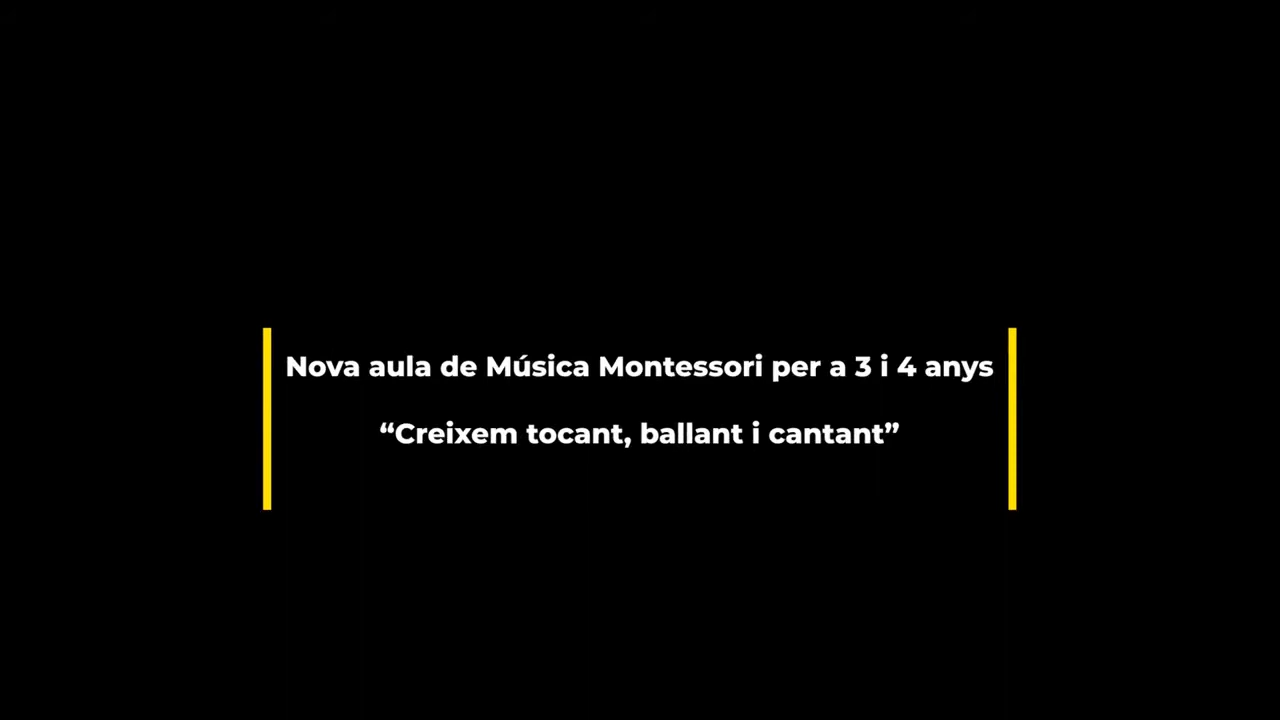 Nova aula de Música Montessori per a 3 i 4 anys
“Creixem tocant, ballant i cantant”